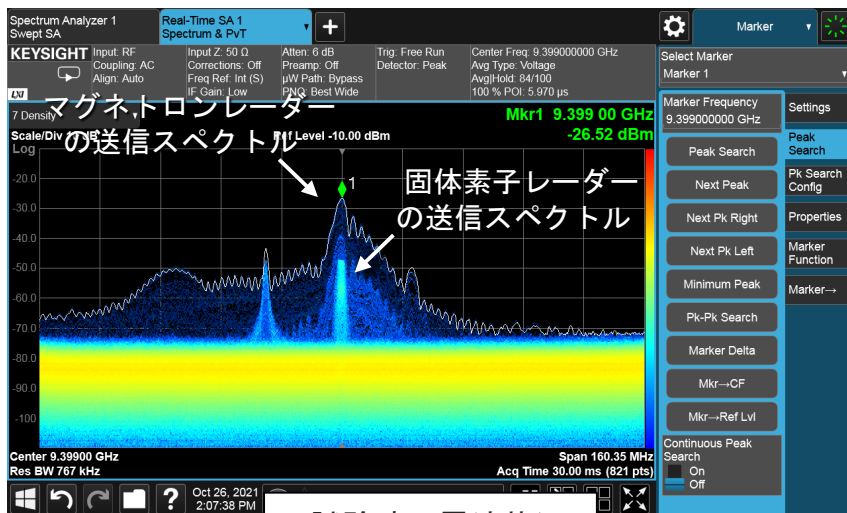 Spectrum Analyzer 1
Swept SA
Real-Time SA 1
Spectrum & PvT
Marker
KEYSIGHT
LXI
Input: RF
Coupling: AC
Align: Auto
Input Z: 50 Ω
Corrections: Off
Freq Ref: Int (S)
IF Gain: Low
Atten: 6 dB
Preamp: Off
µW Path: Bypass
PNO: Best Wide
Trig: Free Run
Detector: Peak
Center Freq: 9.399000000 GHz
Avg Type: Voltage
Avg|Hold: 84/100
100 % POI: 5.970 µs
7 Density
Scale/Div
Log
Ref Level -10.00 dBm
Mkr1 9.399 00 GHz
-26.52 dBm
マグネトロンレーダー
の送信スペクトル
1
固体素子レーダー
の送信スペクトル
-20.0
-30.0
-40.0
-50.0
-60.0
-70.0
-80.0
-90.0
-100
Center 9.39900 GHz
Res BW 767 kHz
Span 160.35 MHz
Acq Time 30.00 ms (821 pts)
Oct 26, 2021
2:07:38 PM
?
Select Marker
Marker 1
Marker Frequency
9.399000000 GHz
Peak Search
Next Peak
Next Pk Right
Next Pk Left
Minimum Peak
Pk-Pk Search
Marker Delta
Mkr→CF
Mkr→Ref Lvl
Continuous Peak
Search
On
Off
Settings
Peak
Search
Pk Search
Config
Properties
Marker
Function
Marker→